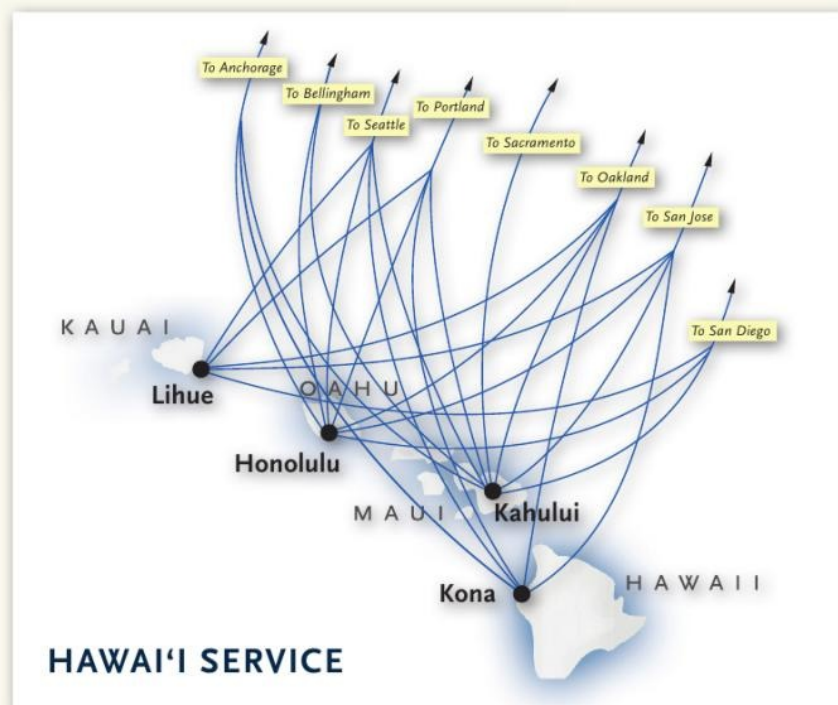 To Anchorage
To Bellingham
To Seattle
To Portland
To Sacramento
To Oakland
To San Jose
To San Diego
KAUAI
Lihue
OAHU
Honolulu
MAUI
Kahului
Kona
HAWAII
HAWAI‘I SERVICE